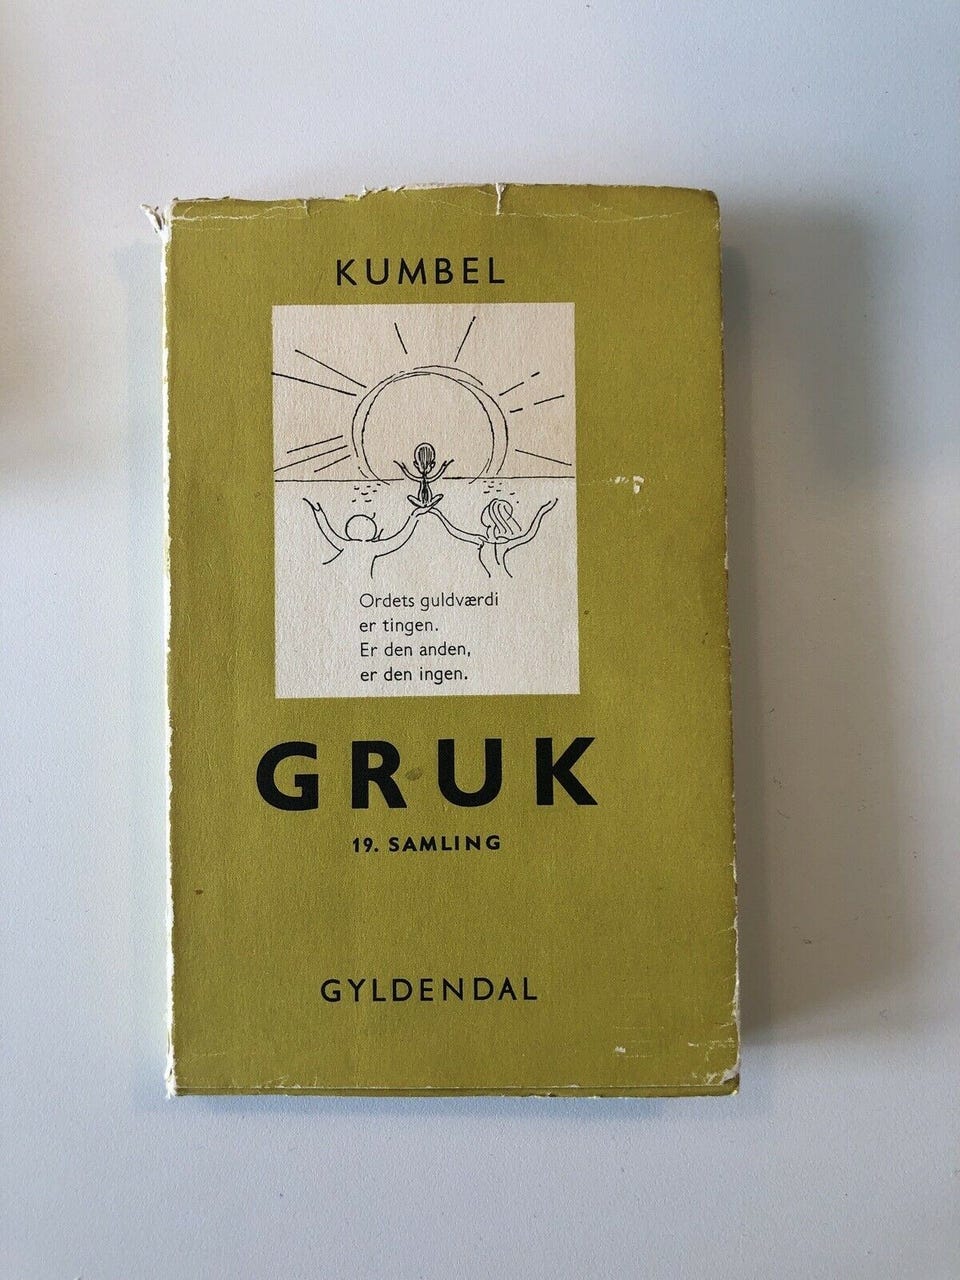 KUMBEL
Ordets guldværdi
er tingen.
Er den anden,
er den ingen.
GRUK
19. SAMLING
GYLDENDAL